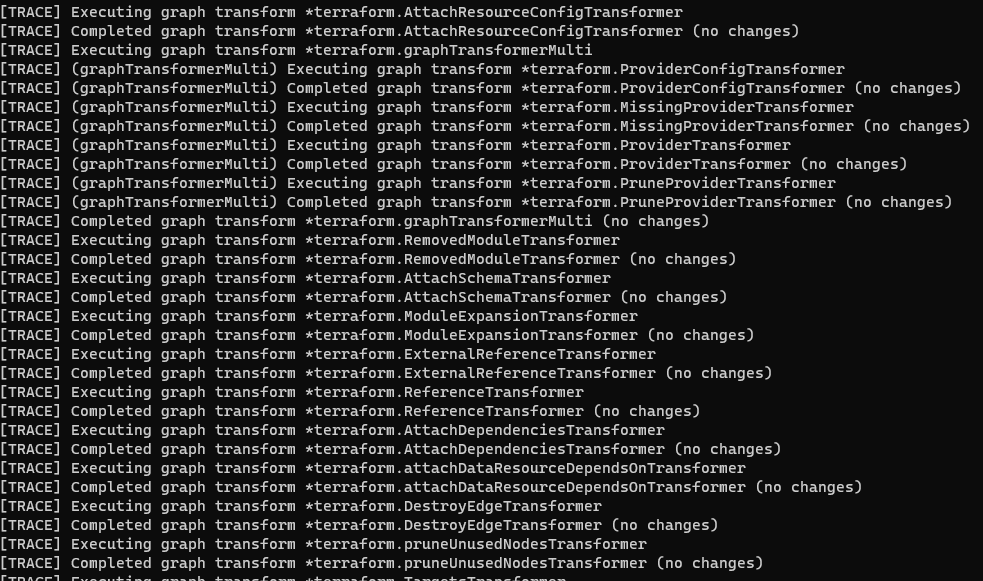 [TRACE] Executing graph transform *terraform.AttachResourceConfigTransformer
[TRACE] Completed graph transform *terraform.AttachResourceConfigTransformer (no changes)
[TRACE] Executing graph transform *terraform.graphTransformerMulti
[TRACE] (graphTransformerMulti) Executing graph transform *terraform.ProviderConfigTransformer
[TRACE] (graphTransformerMulti) Completed graph transform *terraform.ProviderConfigTransformer (no changes)
[TRACE] (graphTransformerMulti) Executing graph transform *terraform.MissingProviderTransformer
[TRACE] (graphTransformerMulti) Completed graph transform *terraform.MissingProviderTransformer (no changes)
[TRACE] (graphTransformerMulti) Executing graph transform *terraform.ProviderTransformer
[TRACE] (graphTransformerMulti) Completed graph transform *terraform.ProviderTransformer (no changes)
[TRACE] (graphTransformerMulti) Executing graph transform *terraform.PruneProviderTransformer
[TRACE] (graphTransformerMulti) Completed graph transform *terraform.PruneProviderTransformer (no changes)
[TRACE] Completed graph transform *terraform.graphTransformerMulti (no changes)
[TRACE] Executing graph transform *terraform.RemovedModuleTransformer
[TRACE] Completed graph transform *terraform.RemovedModuleTransformer (no changes)
[TRACE] Executing graph transform *terraform.AttachSchemaTransformer
[TRACE] Completed graph transform *terraform.AttachSchemaTransformer (no changes)
[TRACE] Executing graph transform *terraform.ModuleExpansionTransformer
[TRACE] Completed graph transform *terraform.ModuleExpansionTransformer (no changes)
[TRACE] Executing graph transform *terraform.ExternalReferenceTransformer
[TRACE] Completed graph transform *terraform.ExternalReferenceTransformer (no changes)
[TRACE] Executing graph transform *terraform.ReferenceTransformer
[TRACE] Completed graph transform *terraform.ReferenceTransformer (no changes)
[TRACE] Executing graph transform *terraform.AttachDependenciesTransformer
[TRACE] Completed graph transform *terraform.AttachDependenciesTransformer (no changes)
[TRACE] Executing graph transform *terraform.attachDataResourceDependsOnTransformer
[TRACE] Completed graph transform *terraform.attachDataResourceDependsOnTransformer (no changes)
[TRACE] Executing graph transform *terraform.DestroyEdgeTransformer
[TRACE] Completed graph transform *terraform.DestroyEdgeTransformer (no changes)
[TRACE] Executing graph transform *terraform.pruneUnusedNodesTransformer
[TRACE] Completed graph transform *terraform.pruneUnusedNodesTransformer (no changes)
[TRACE] Executing graph transform *terraform.TargetsTransformer